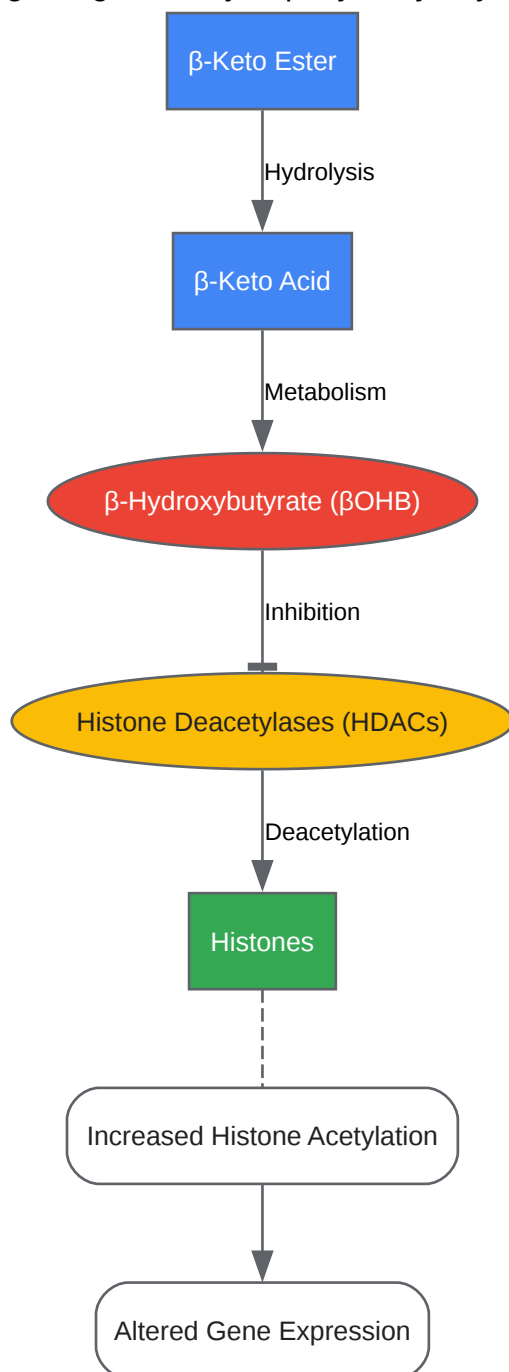 β-Keto Ester
Hydrolysis
β-Keto Acid
Metabolism
β-Hydroxybutyrate (βOHB)
Inhibition
Histone Deacetylases (HDACs)
Deacetylation
Histones
Increased Histone Acetylation
Altered Gene Expression